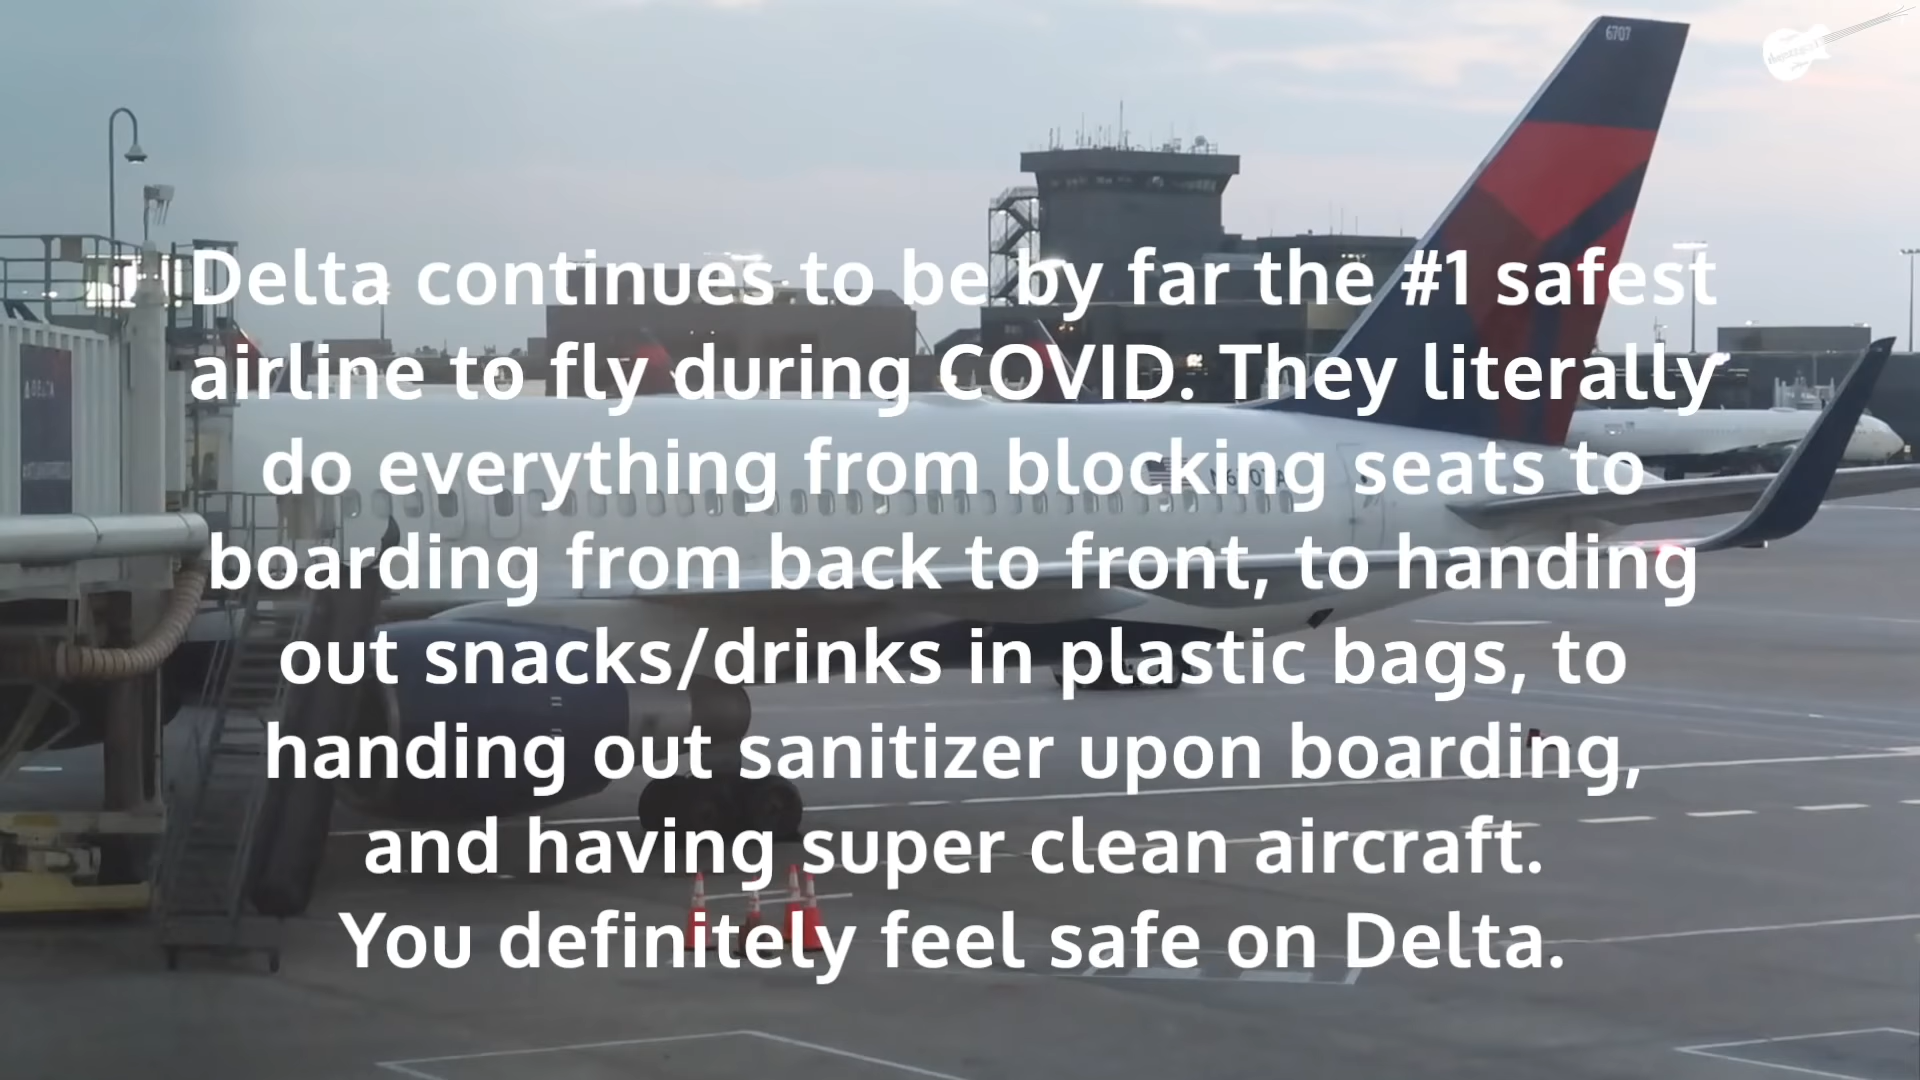 6707
Delta continues to be by far the #1 safest
airline to fly during COVID. They literally
do everything from blocking seats to
boarding from back to front, to handing
out snacks/drinks in plastic bags, to
handing out sanitizer upon boarding,
and having super clean aircraft.
You definitely feel safe on Delta.
DELTA